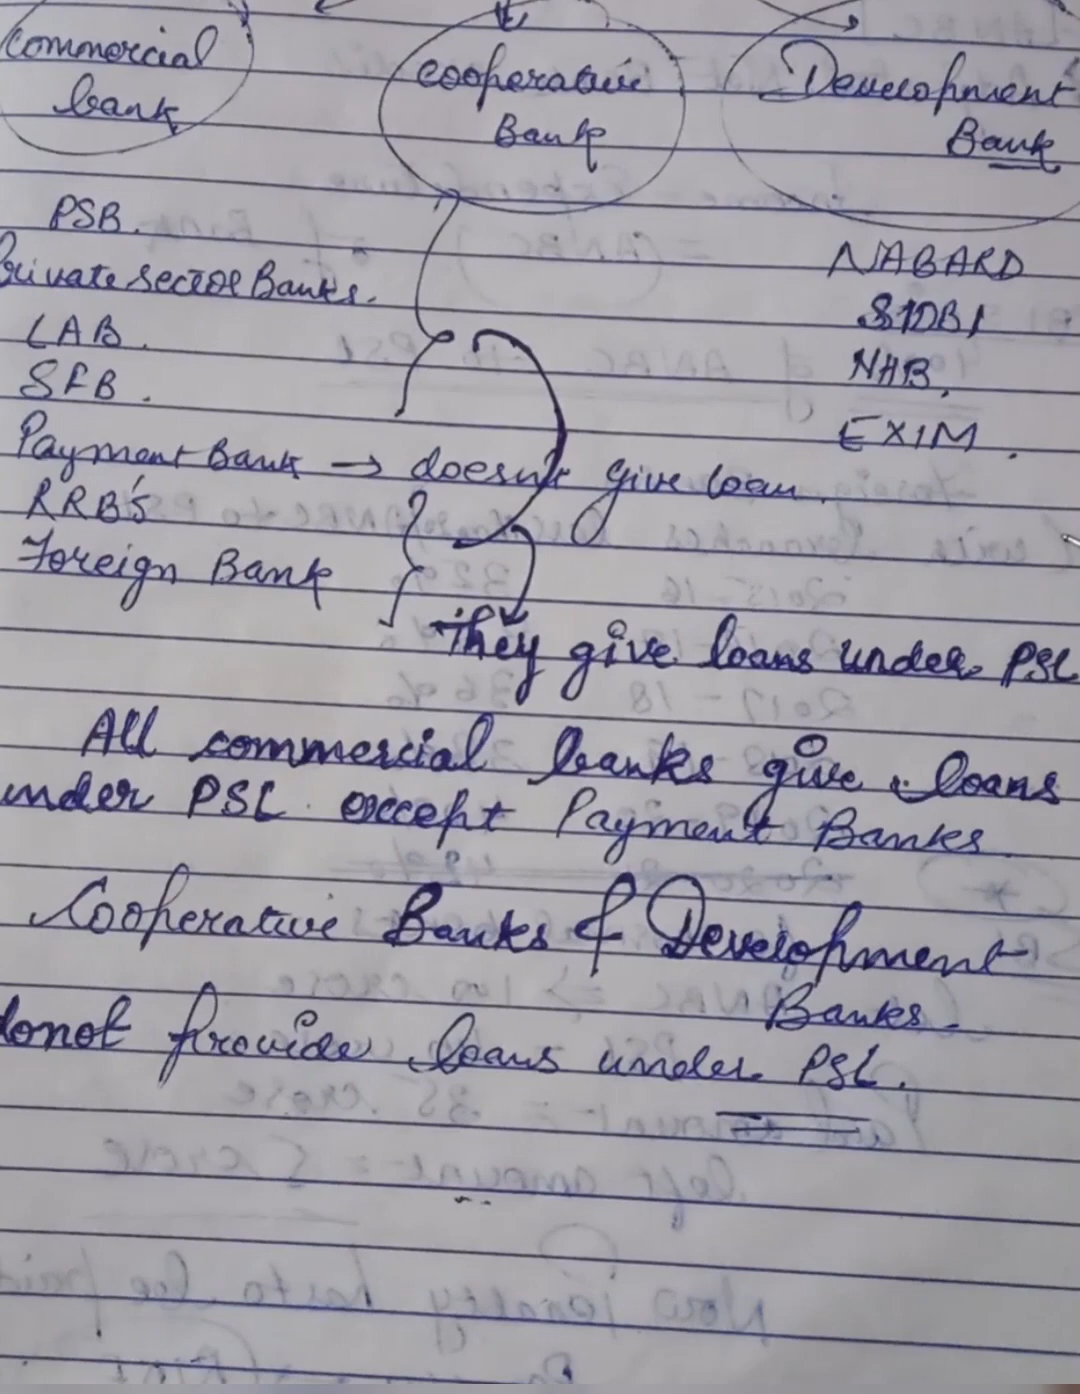 Commercial
bank
cooperative
Bank
Development
Bank
PSB.
Private sector Banks.
LAB.
SFB.
Payment Bank → doesn't give loan.
RRB's
Foreign Bank
NABARD
SIDBI
NHB.
EXIM.
They give loans under PSL
All commercial banks give loans
under PSL except Payment Banks
Cooperative Banks & Development
Banks
donot provide loans under PSL.